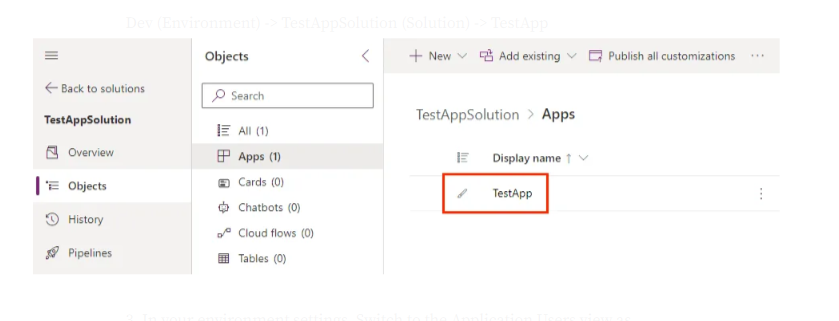 Dev (Environment) -> TestAppSolution (Solution) -> TestApp
Objects
New
Add existing
Publish all customizations
Back to solutions
Search
TestAppSolution
All (1)
TestAppSolution > Apps
Overview
Apps (1)
Display name ↑
Objects
Cards (0)
TestApp
History
Chatbots (0)
Cloud flows (0)
Pipelines
Tables (0)
In your environment settings, Switch to the Application Users view